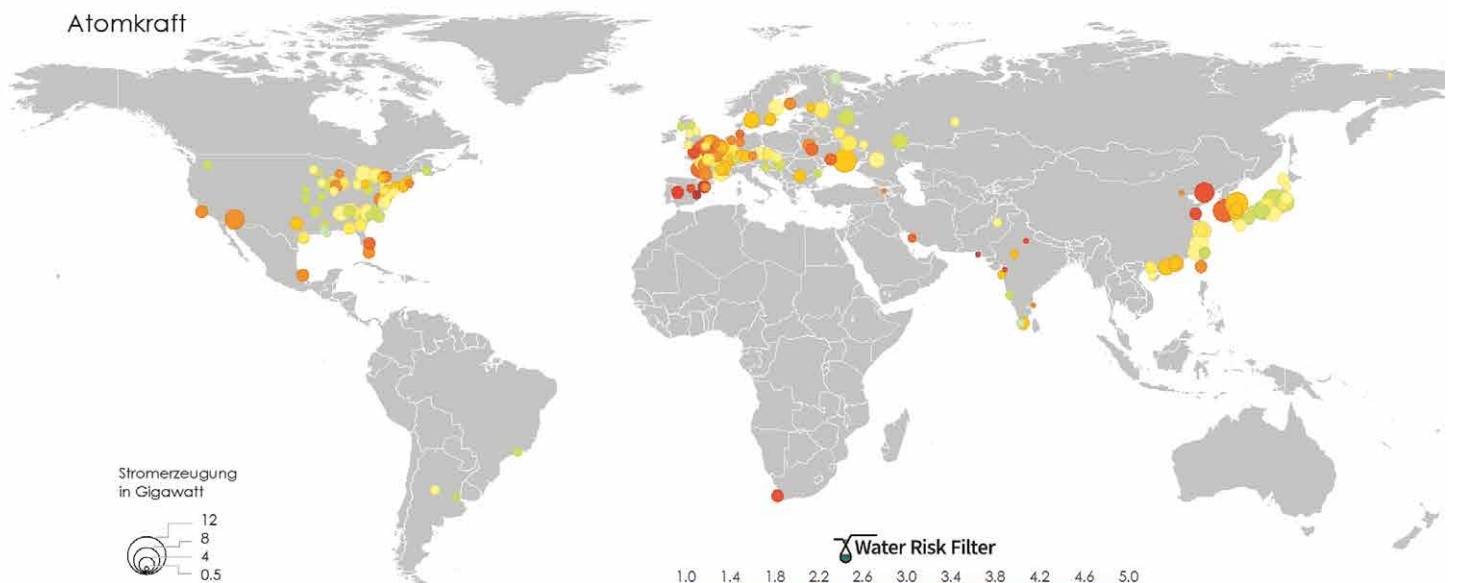 Atomkraft
Stromerzeugung
in Gigawatt
12
8
4
0.5
Water Risk Filter
1.0 1.4 1.8 2.2 2.6 3.0 3.4 3.8 4.2 4.6 5.0